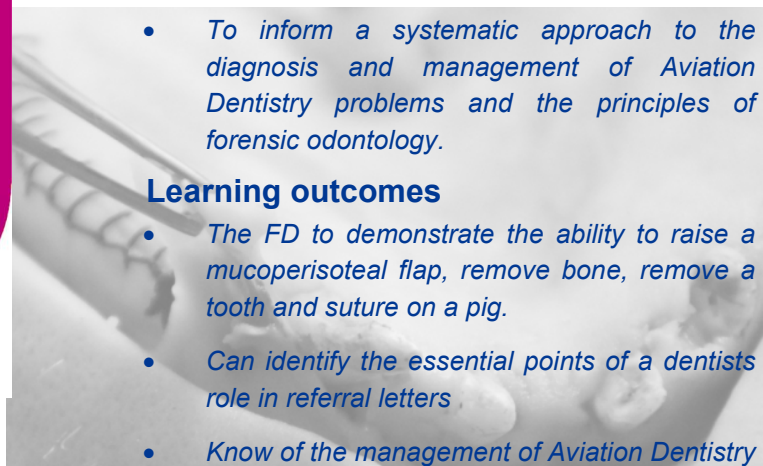 • To inform a systematic approach to the
diagnosis and management of Aviation
Dentistry problems and the principles of
forensic odontology.
Learning outcomes
• The FD to demonstrate the ability to raise a
mucoperisoteal flap, remove bone, remove a
tooth and suture on a pig.
• Can identify the essential points of a dentists
role in referral letters
• Know of the management of Aviation Dentistry